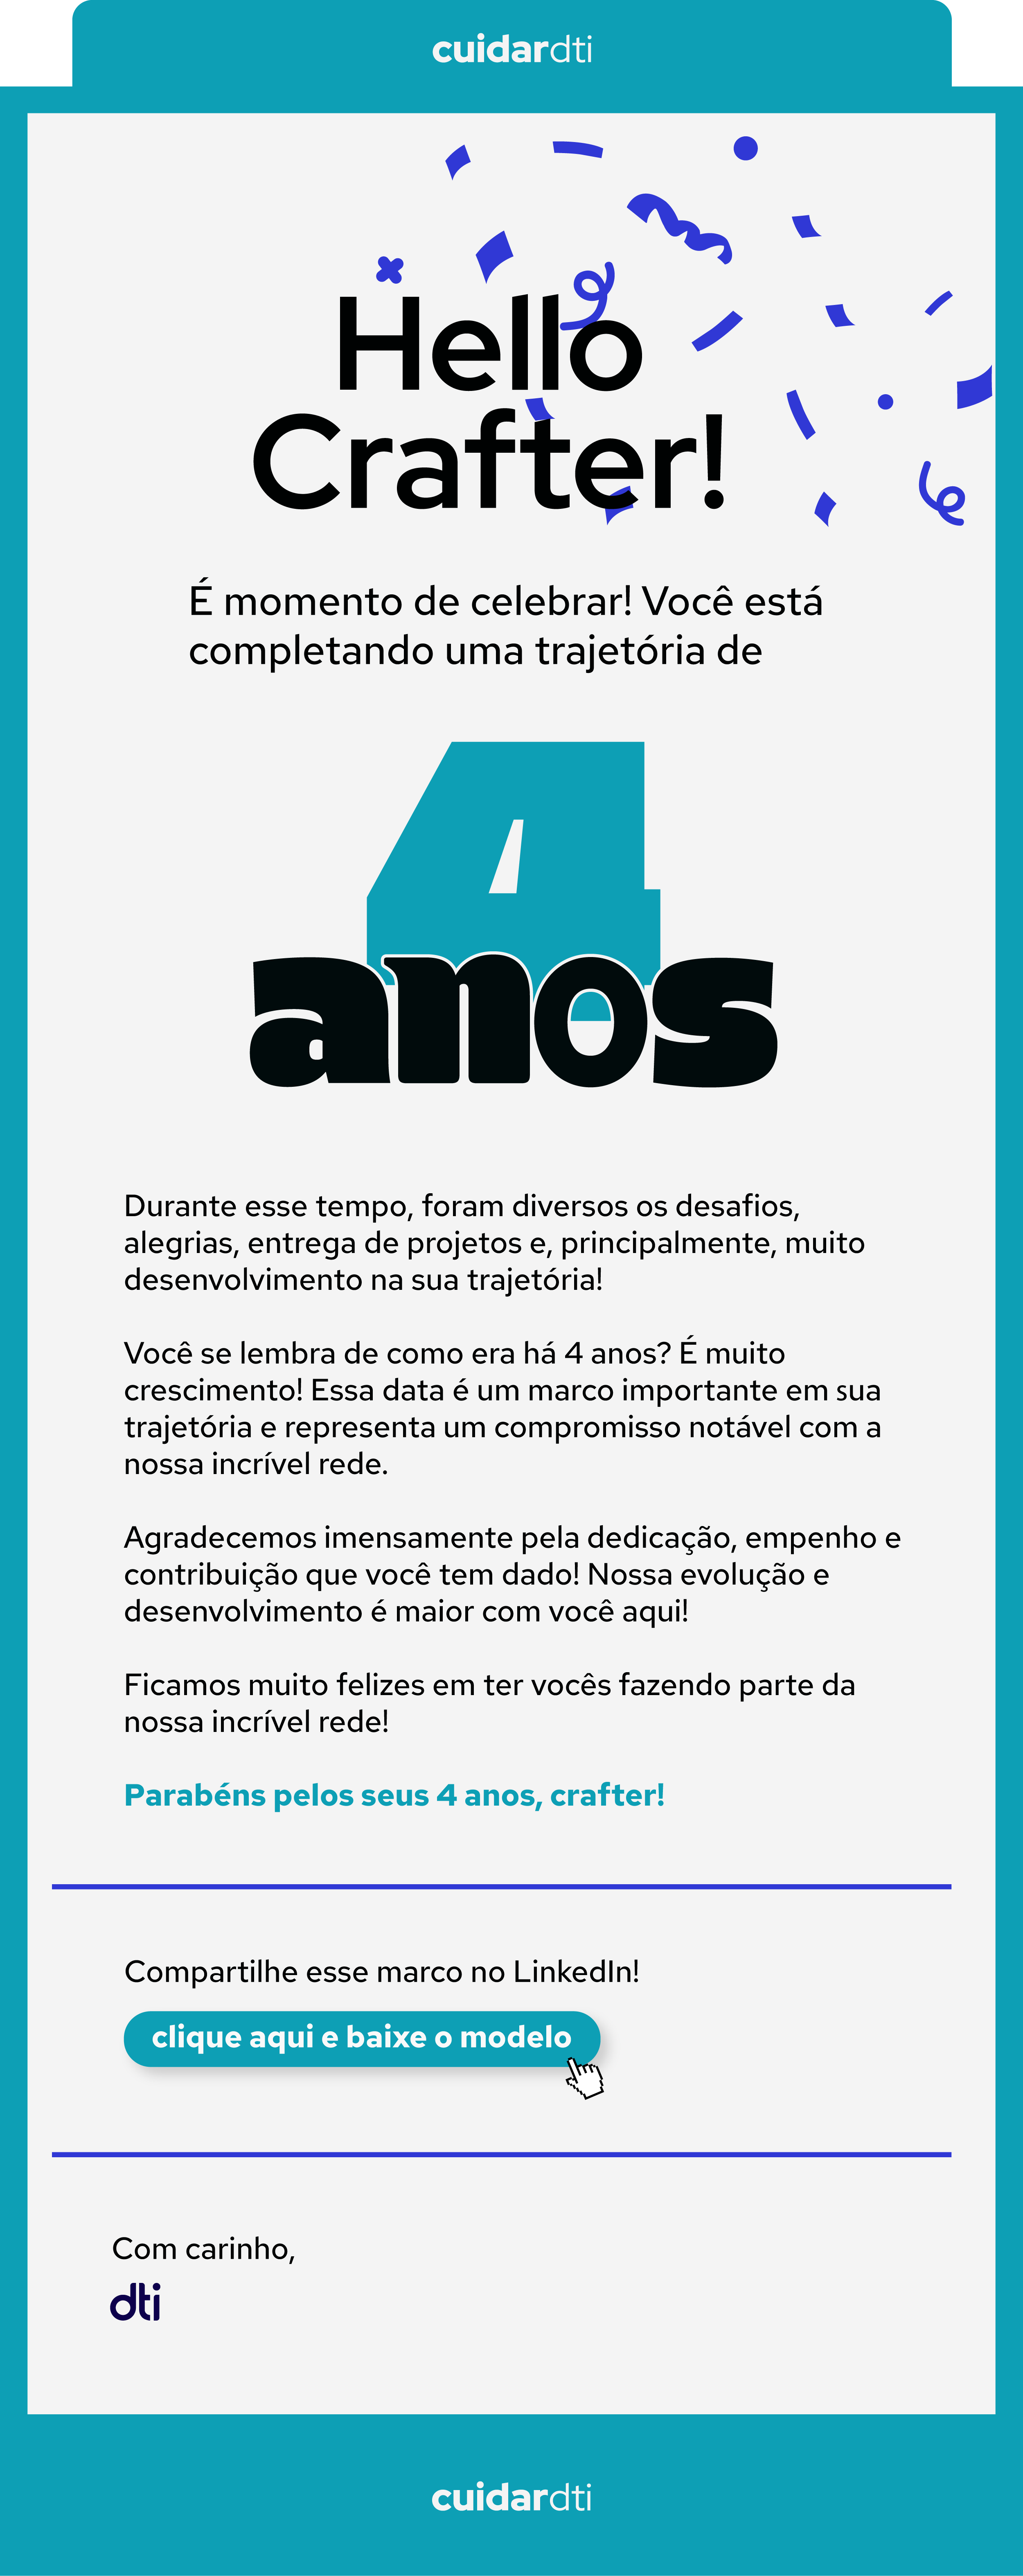 cuidardti
Hello
Crafter!
É momento de celebrar! Você está
completando uma trajetória de
4
anos
Durante esse tempo, foram diversos os desafios,
alegrias, entrega de projetos e, principalmente, muito
desenvolvimento na sua trajetória!
Você se lembra de como era há 4 anos? É muito
crescimento! Essa data é um marco importante em sua
trajetória e representa um compromisso notável com a
nossa incrível rede.
Agradecemos imensamente pela dedicação, empenho e
contribuição que você tem dado! Nossa evolução e
desenvolvimento é maior com você aqui!
Ficamos muito felizes em ter vocês fazendo parte da
nossa incrível rede!
Parabéns pelos seus 4 anos, crafter!
Compartilhe esse marco no LinkedIn!
clique aqui e baixe o modelo
Com carinho,
dti
cuidardti